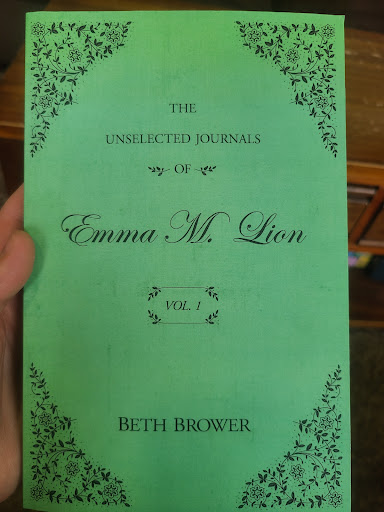 THE
UNSELECTED JOURNALS
OF
Emma M. Lion
VOL. 1
BETH BROWER